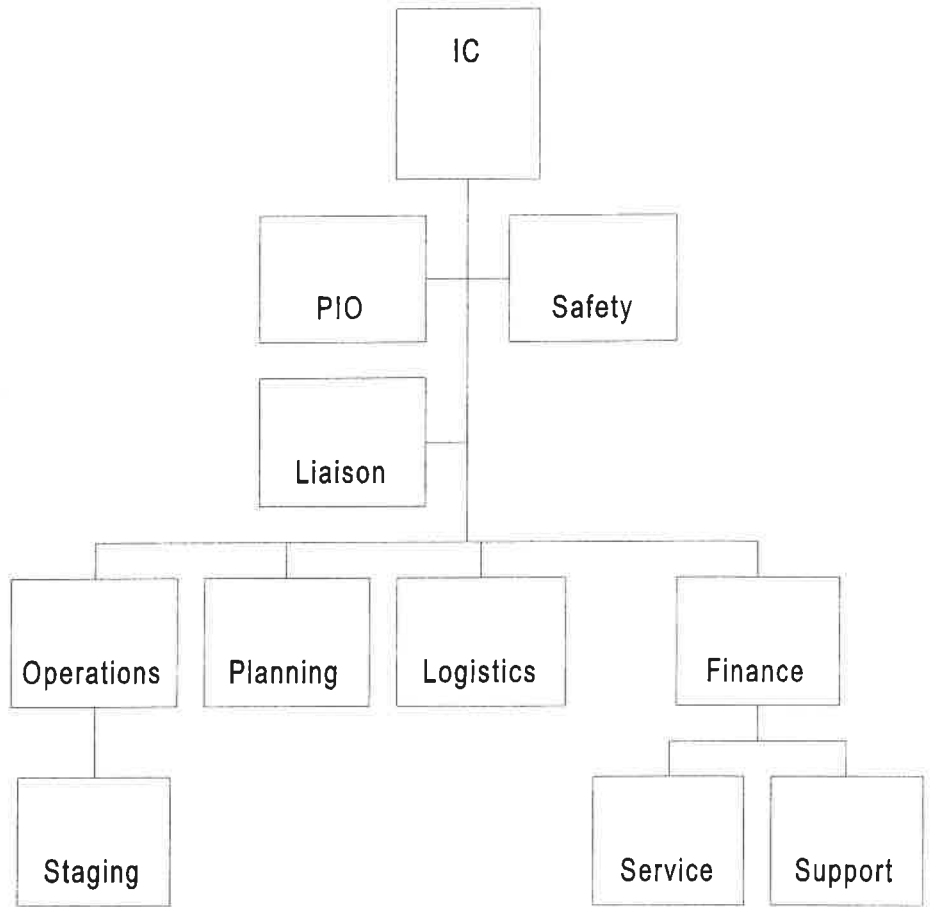 IC
PIO
Safety
Liaison
Operations
Planning
Logistics
Finance
Staging
Service
Support